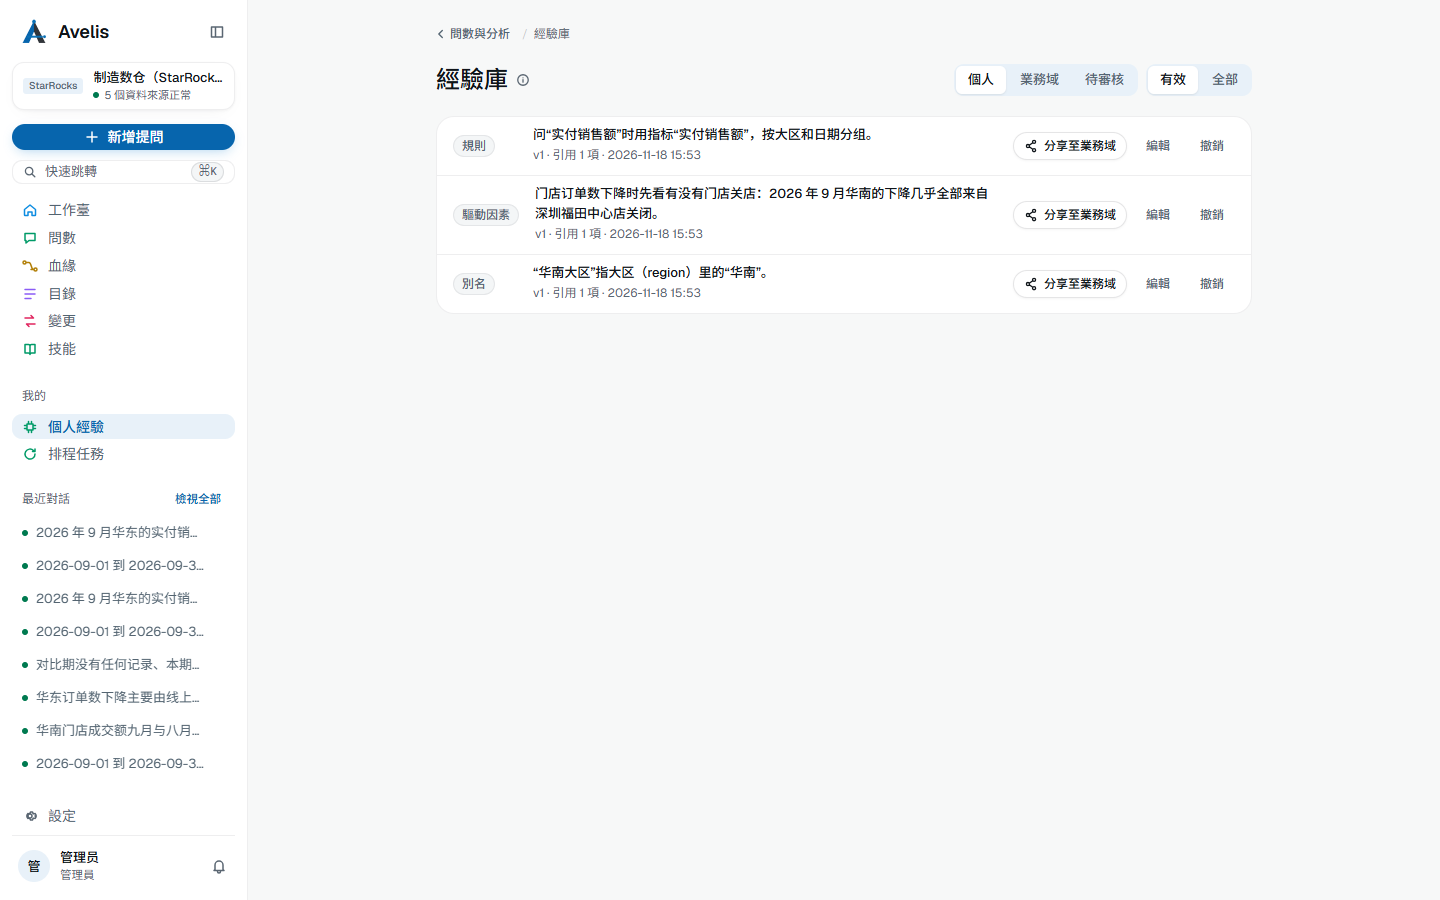 Avelis
StarRocks
制造数仓（StarRock...
5 個資料來源正常
新增提問
快速跳轉
⌘K
工作臺
問數
血緣
目錄
變更
技能
我的
個人經驗
排程任務
最近對話
檢視全部
2026 年 9 月华东的实付销...
2026-09-01 到 2026-09-3...
2026 年 9 月华东的实付销...
2026-09-01 到 2026-09-3...
对比期没有任何记录、本期...
华东订单数下降主要由线上...
华南门店成交额九月与八月...
2026-09-01 到 2026-09-3...
設定
管
管理员
管理員
問數與分析 / 經驗庫
經驗庫
個人
業務域
待審核
有效
全部
規則
问“实付销售额”时用指标“实付销售额”，按大区和日期分组。
v1 · 引用 1 項 · 2026-11-18 15:53
分享至業務域
編輯
撤銷
驅動因素
门店订单数下降时先看有没有门店关店：2026 年 9 月华南的下降几乎全部来自
深圳福田中心店关闭。
v1 · 引用 1 項 · 2026-11-18 15:53
分享至業務域
編輯
撤銷
別名
“华南大区”指大区（region）里的“华南”。
v1 · 引用 1 項 · 2026-11-18 15:53
分享至業務域
編輯
撤銷